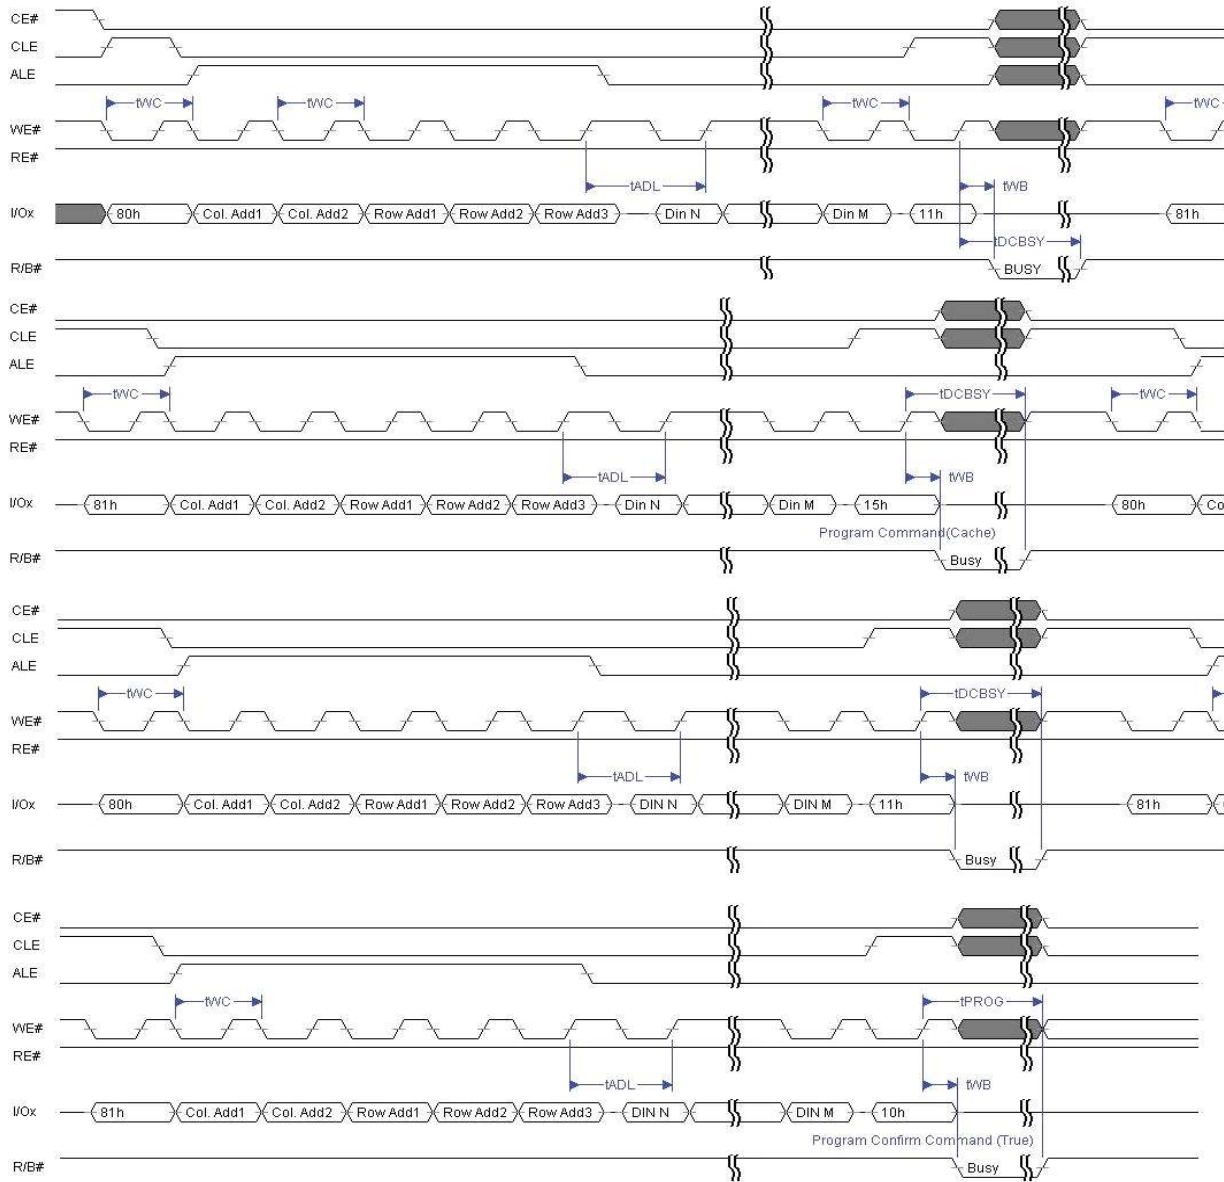 CE#
CLE
ALE
tWC tWC tWC tWC
WE#
RE#
tADL tWB
I/Ox 80h Col. Add1 Col. Add2 Row Add1 Row Add2 Row Add3 Din N Din M 11h 81h
tDCBSY
R/B# BUSY
CE#
CLE
ALE
tWC tDCBSY tWC
WE#
RE#
tADL tWB
I/Ox 81h Col. Add1 Col. Add2 Row Add1 Row Add2 Row Add3 Din N Din M 15h 80h Co
Program Command(Cache)
R/B# Busy
CE#
CLE
ALE
tWC tDCBSY
WE#
RE#
tADL tWB
I/Ox 80h Col. Add1 Col. Add2 Row Add1 Row Add2 Row Add3 DIN N DIN M 11h 81h
R/B# Busy
CE#
CLE
ALE
tWC tPROG
WE#
RE#
tADL tWB
I/Ox 81h Col. Add1 Col. Add2 Row Add1 Row Add2 Row Add3 DIN N DIN M 10h
Program Confirm Command (True)
R/B# Busy